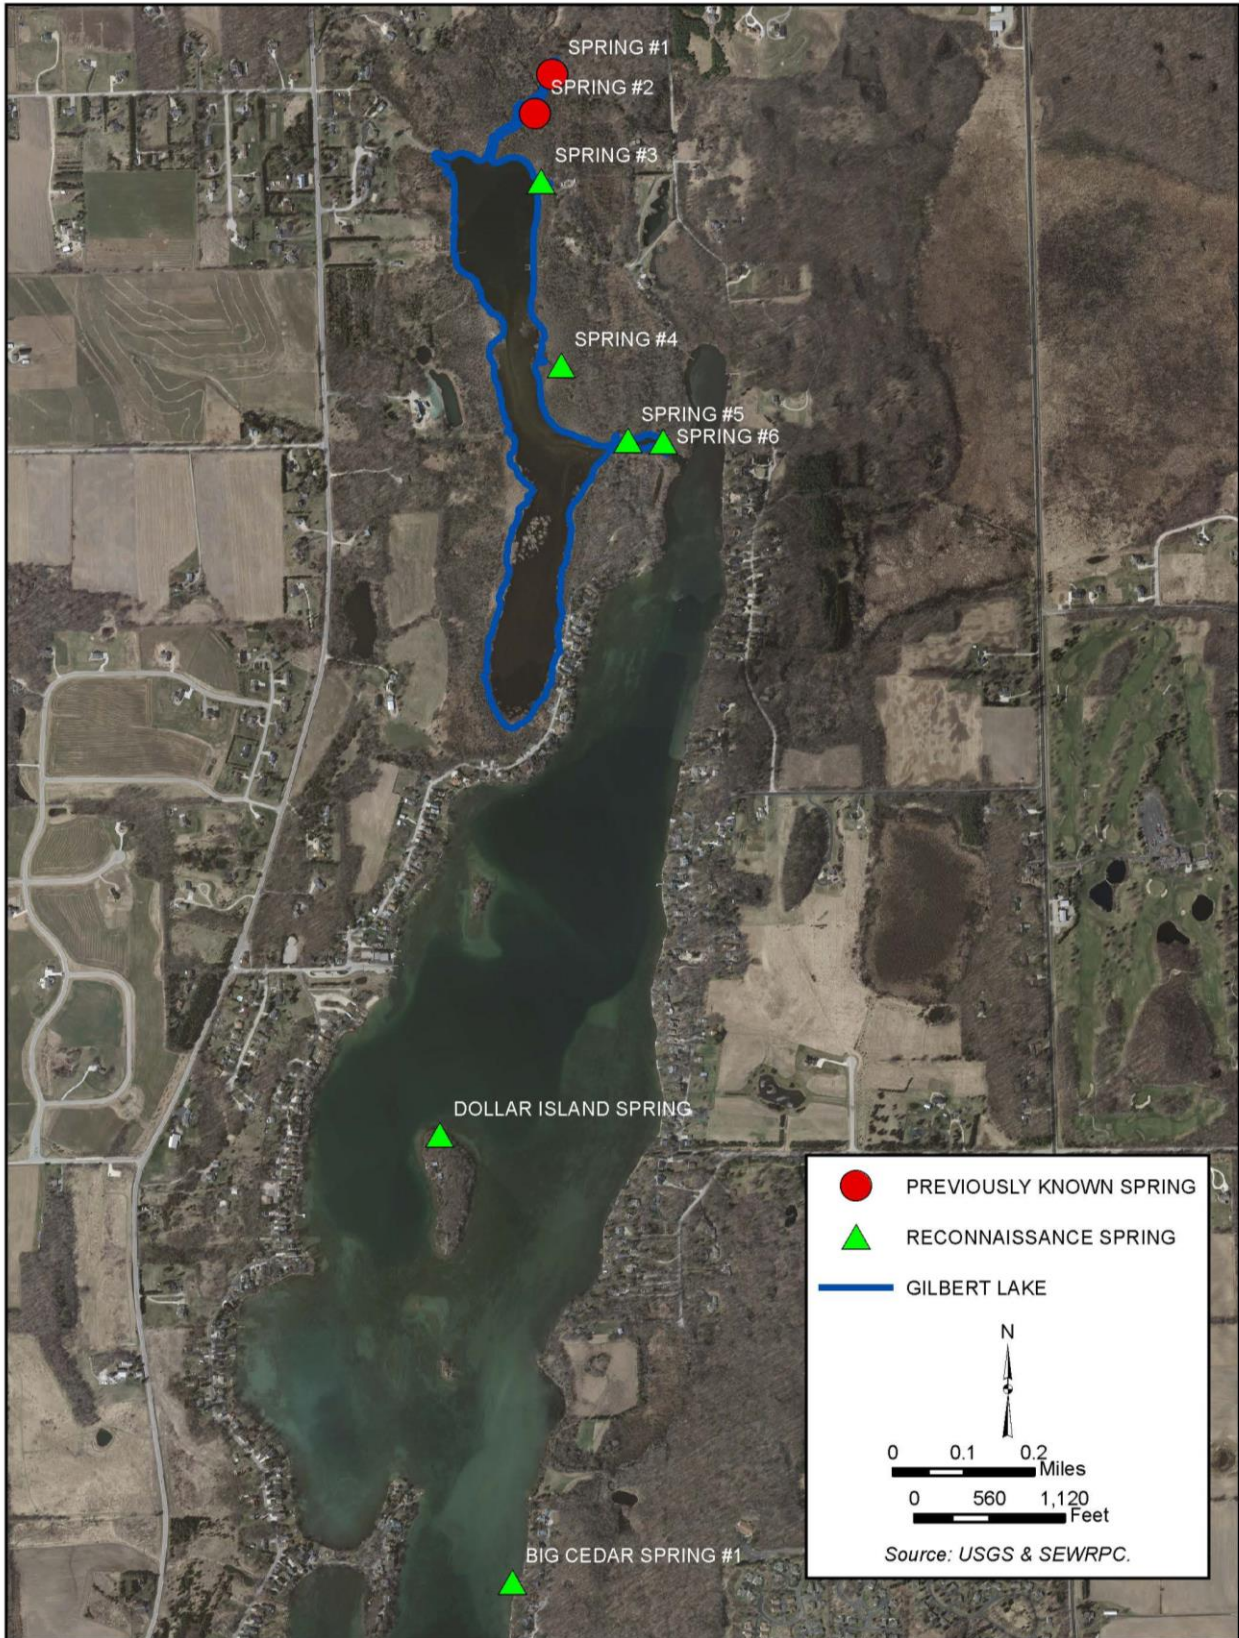 SPRING #1
SPRING #2
SPRING #3
SPRING #4
SPRING #5
SPRING #6
DOLLAR ISLAND SPRING
BIG CEDAR SPRING #1
PREVIOUSLY KNOWN SPRING
RECONNAISSANCE SPRING
GILBERT LAKE
N
0 0.1 0.2
Miles
0 560 1,120
Feet
Source: USGS & SEWRPC.